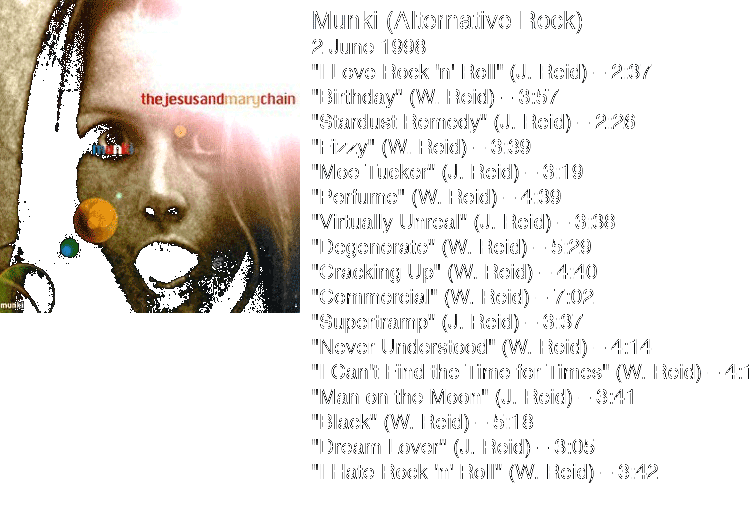 thejesusandmarychain
munki
munki
Munki (Alternative Rock)
2 June 1998
"I Love Rock 'n' Roll" (J. Reid) – 2:37
"Birthday" (W. Reid) – 3:57
"Stardust Remedy" (J. Reid) – 2:26
"Fizzy" (W. Reid) – 3:39
"Moe Tucker" (J. Reid) – 3:19
"Perfume" (W. Reid) – 4:39
"Virtually Unreal" (J. Reid) – 3:38
"Degenerate" (W. Reid) – 5:29
"Cracking Up" (W. Reid) – 4:40
"Commercial" (W. Reid) – 7:02
"Supertramp" (J. Reid) – 3:37
"Never Understood" (W. Reid) – 4:14
"I Can't Find the Time for Times" (W. Reid) – 4:1
"Man on the Moon" (J. Reid) – 3:41
"Black" (W. Reid) – 5:18
"Dream Lover" (J. Reid) – 3:05
"I Hate Rock 'n' Roll" (W. Reid) – 3:42